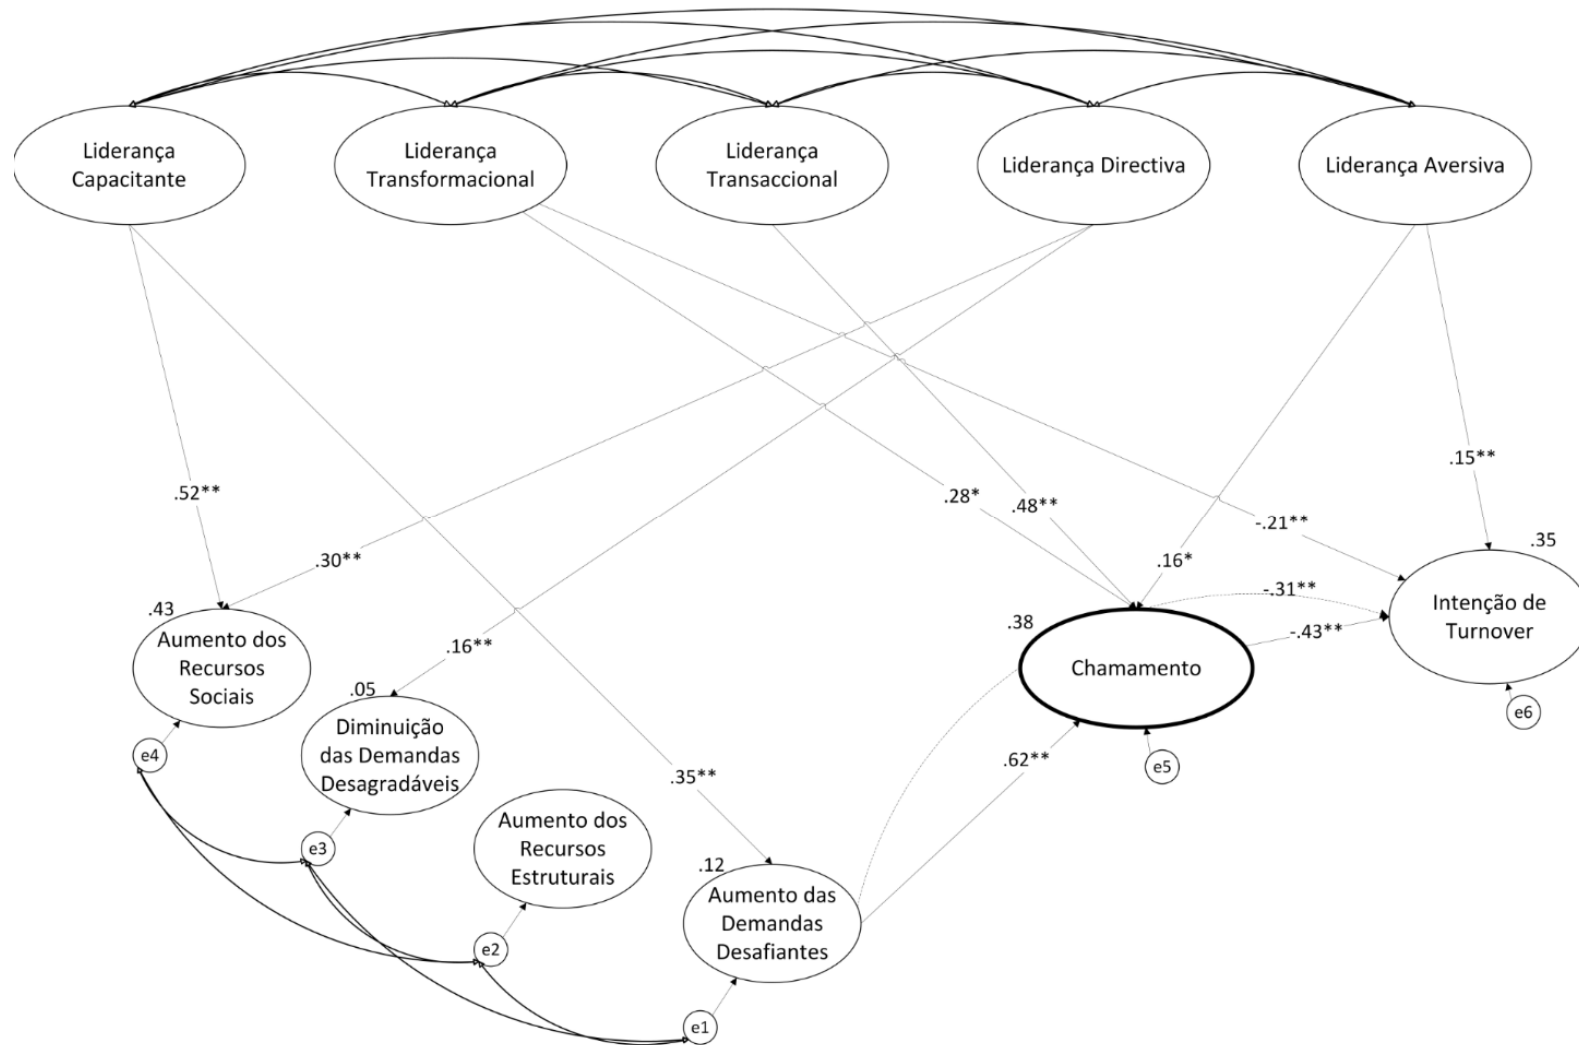 Liderança
Capacitante
Liderança
Transformacional
Liderança
Transaccional
Liderança Directiva
Liderança Aversiva
.52**
.30**
.16**
.35**
.28*
.48**
.16*
-.21**
.15**
-.31**
-.43**
.62**
.43
Aumento dos
Recursos
Sociais
.05
Diminuição
das Demandas
Desagradáveis
Aumento dos
Recursos
Estruturais
.12
Aumento das
Demandas
Desafiantes
.38
Chamamento
.35
Intenção de
Turnover
e4
e3
e2
e1
e5
e6